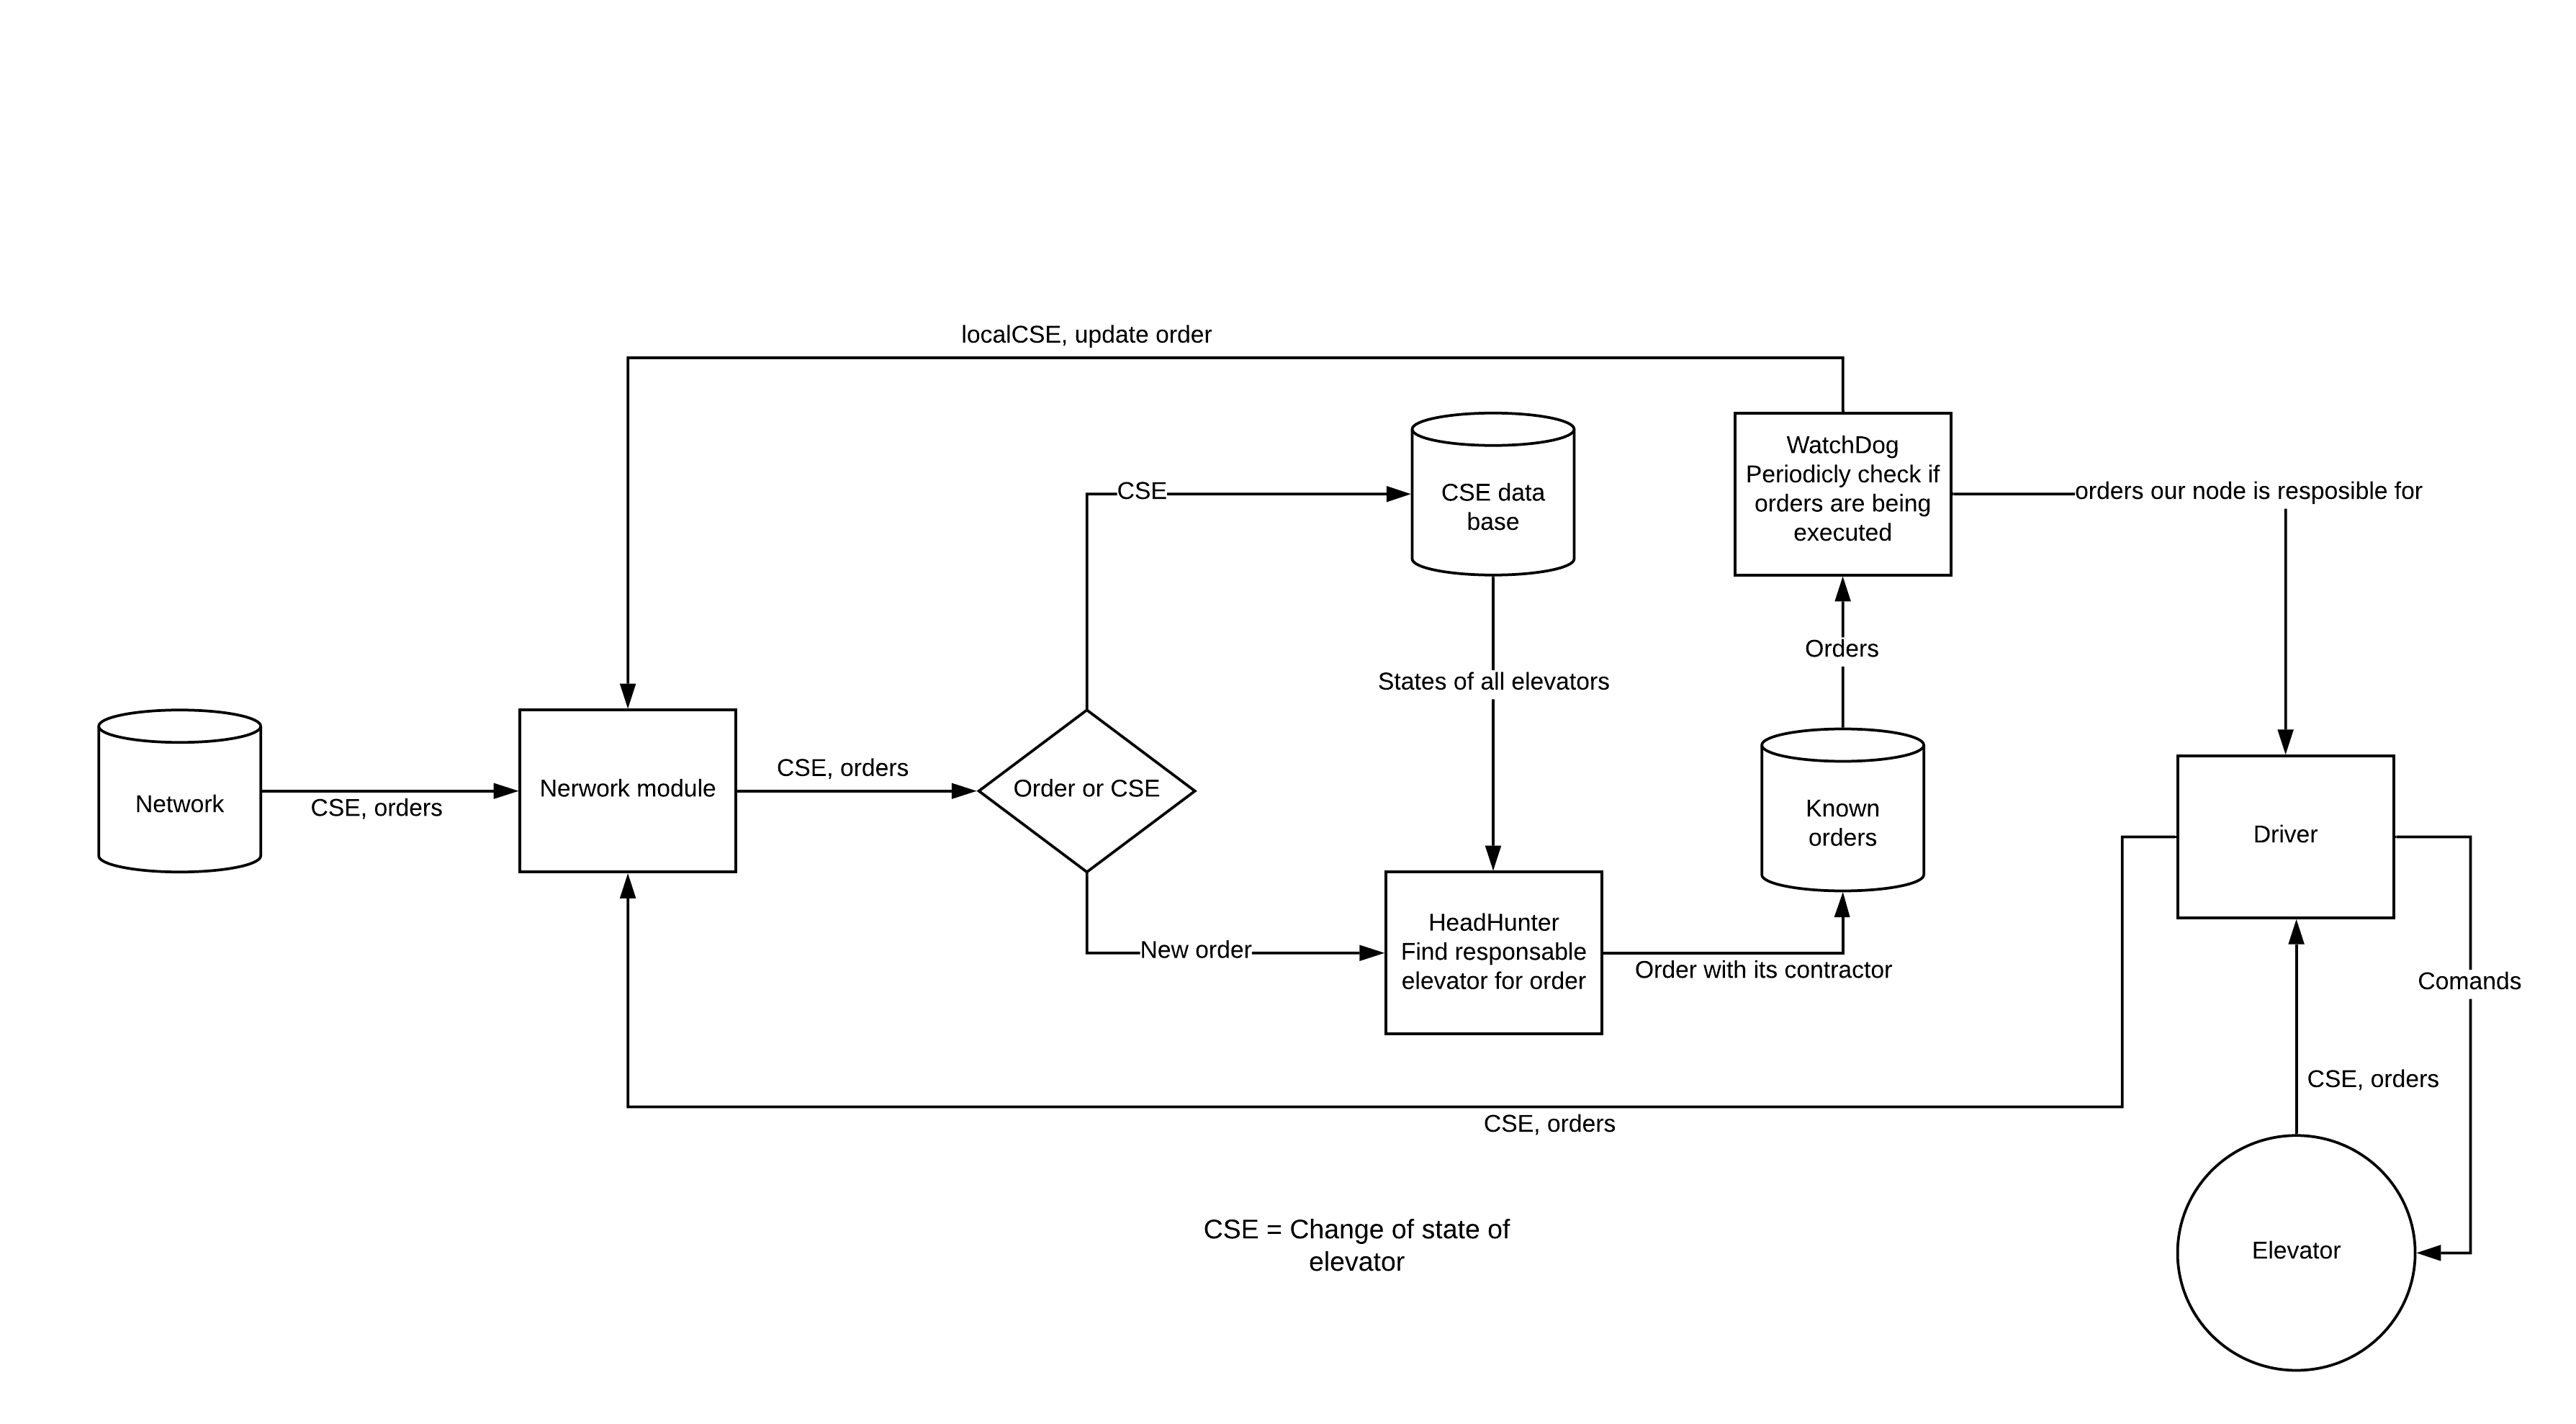 localCSE, update order
WatchDog
Periodicly check if
orders are being
executed
CSE
CSE data
base
orders our node is resposible for
Orders
States of all elevators
Network
CSE, orders
Nerwork module
CSE, orders
Order or CSE
Known
orders
Driver
New order
HeadHunter
Find responsable
elevator for order
Order with its contractor
Comands
CSE, orders
CSE, orders
CSE = Change of state of
elevator
Elevator